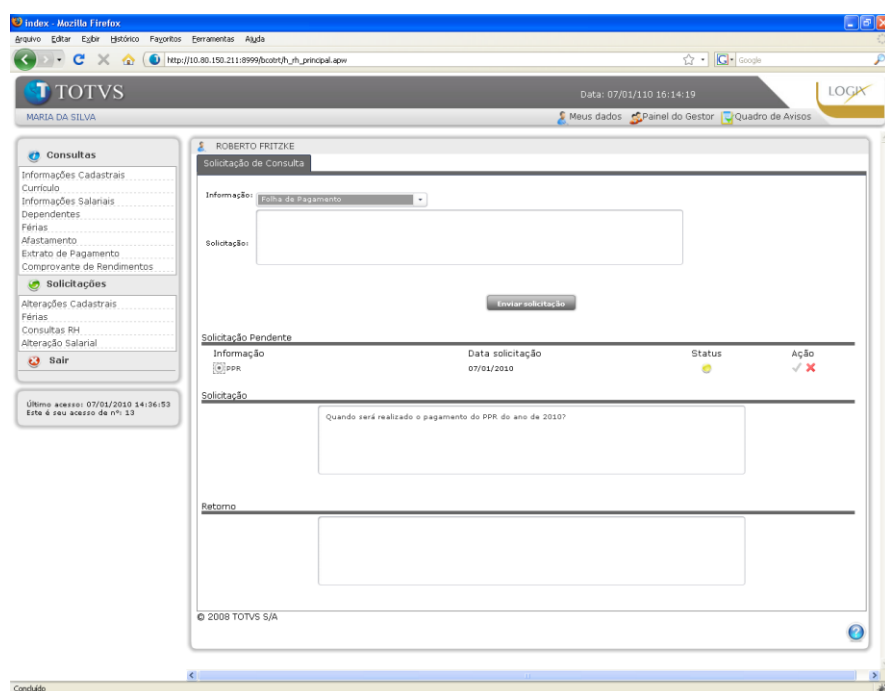 index - Mozilla Firefox
Arquivo Editar Exibir Histórico Favoritos Ferramentas Ajuda
http://10.80.150.211:8999/bcotrt/h_rh_principal.apw
Google
TOTVS
Data: 07/01/110 16:14:19
LOGIX
MARIA DA SILVA
Meus dados Painel do Gestor Quadro de Avisos
Consultas
Informações Cadastrais
Currículo
Informações Salariais
Dependentes
Férias
Afastamento
Extrato de Pagamento
Comprovante de Rendimentos
Solicitações
Alterações Cadastrais
Férias
Consultas RH
Alteração Salarial
Sair
Último acesso: 07/01/2010 14:36:53
Este é seu acesso de nº: 13
ROBERTO FRITZKE
Solicitação de Consulta
Informação: Folha de Pagamento
Solicitação:
Enviar solicitação
Solicitação Pendente
Informação Data solicitação Status Ação
PPR 07/01/2010
Solicitação
Quando será realizado o pagamento do PPR do ano de 2010?
Retorno
© 2008 TOTVS S/A
Concluído